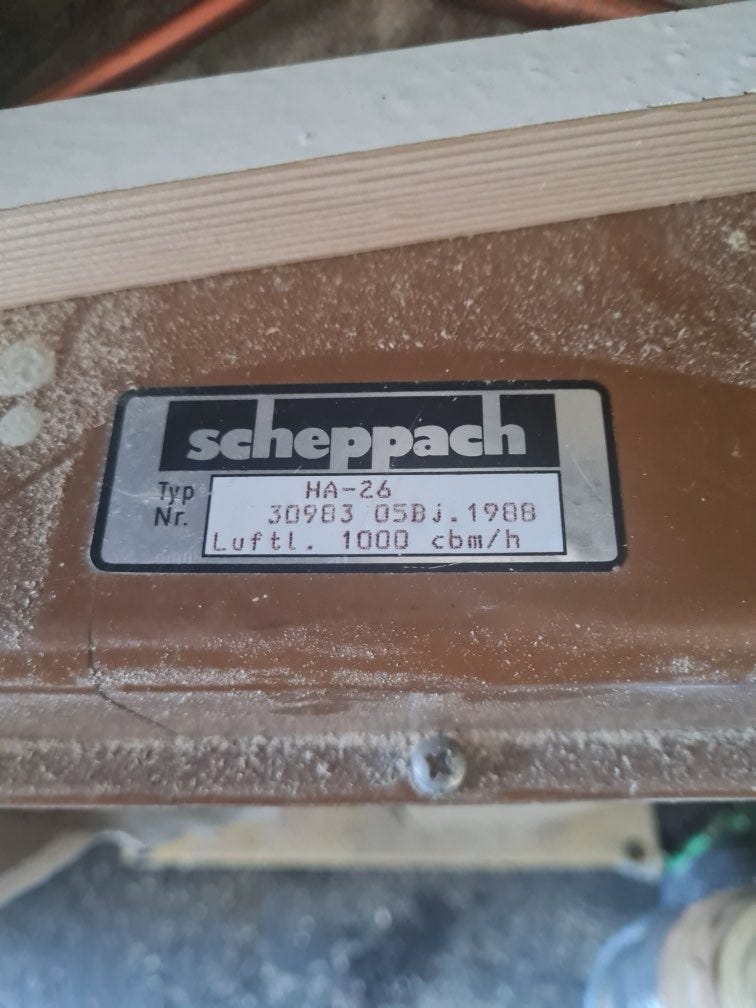 scheppach
Typ HA-26
Nr. 30983 05BJ.1988
Luftl. 1000 cbm/h